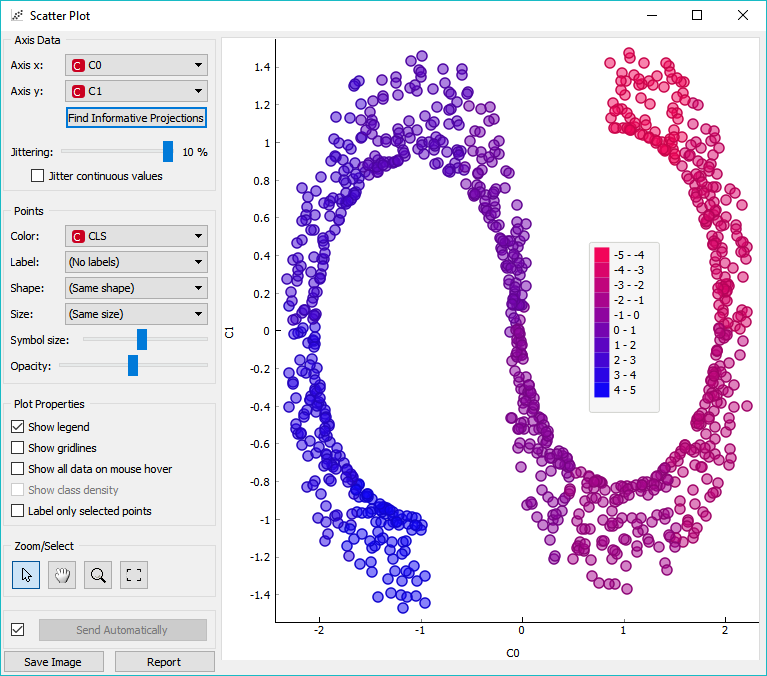 Scatter Plot
Axis Data
Axis x: C C0
Axis y: C C1
Find Informative Projections
Jittering: 10 %
Jitter continuous values
Points
Color: C CLS
Label: (No labels)
Shape: (Same shape)
Size: (Same size)
Symbol size:
Opacity:
Plot Properties
Show legend
Show gridlines
Show all data on mouse hover
Show class density
Label only selected points
Zoom/Select
Send Automatically
Save Image Report
1.4
1.2
1
0.8
0.6
0.4
0.2
0
-0.2
-0.4
-0.6
-0.8
-1
-1.2
-1.4
C1
-5 - -4
-4 - -3
-3 - -2
-2 - -1
-1 - 0
0 - 1
1 - 2
2 - 3
3 - 4
4 - 5
-2 -1 0 1 2
C0